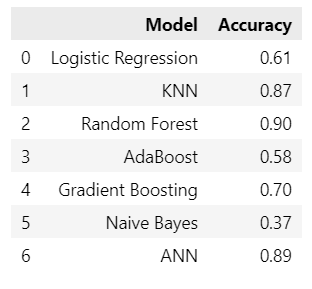 Model Accuracy
0 Logistic Regression 0.61
1 KNN 0.87
2 Random Forest 0.90
3 AdaBoost 0.58
4 Gradient Boosting 0.70
5 Naive Bayes 0.37
6 ANN 0.89